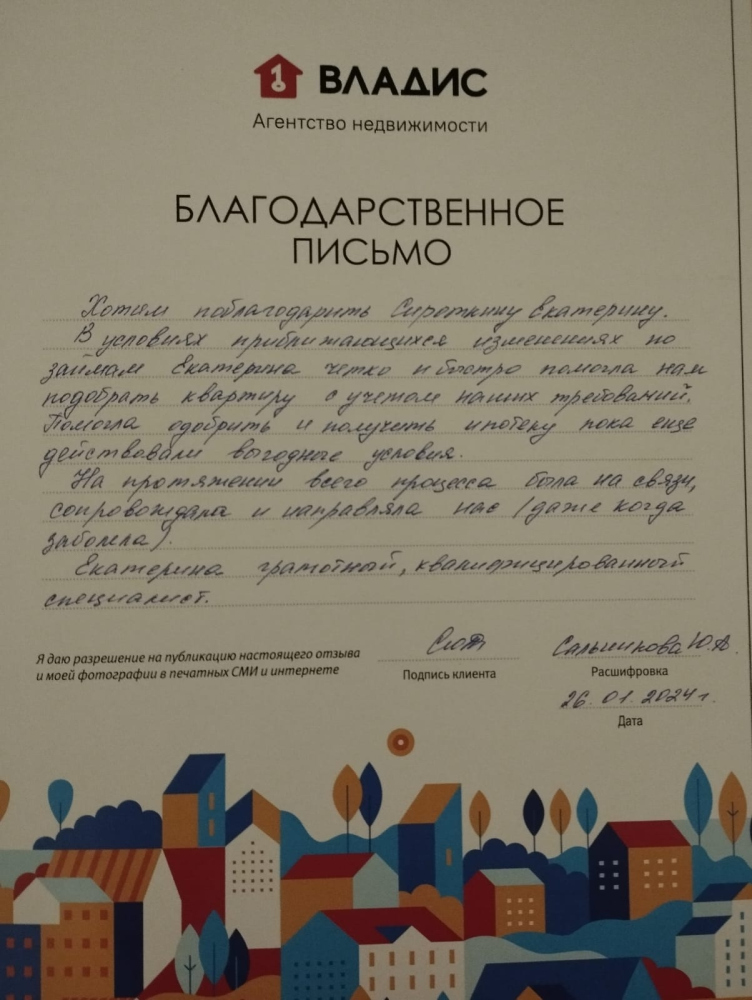 ВЛАДИС
Агентство недвижимости
БЛАГОДАРСТВЕННОЕ
ПИСЬМО
Хотим поблагодарить Сироткину Екатерину.
В условиях приближающихся изменениях по
займам Екатерина четко и быстро помогла нам
подобрать квартиру с учетом наших требований.
Помогла одобрить и получить ипотеку пока еще
действовали выгодные условия.
На протяжении всего процесса была на связи,
сопровождала и направляла нас (даже когда
заболела).
Екатерина грамотный, квалифицированный
специалист.
Я даю разрешение на публикацию настоящего отзыва
и моей фотографии в печатных СМИ и интернете
Подпись клиента
Сальникова Ю.А.
Расшифровка
26.01.2024г.
Дата